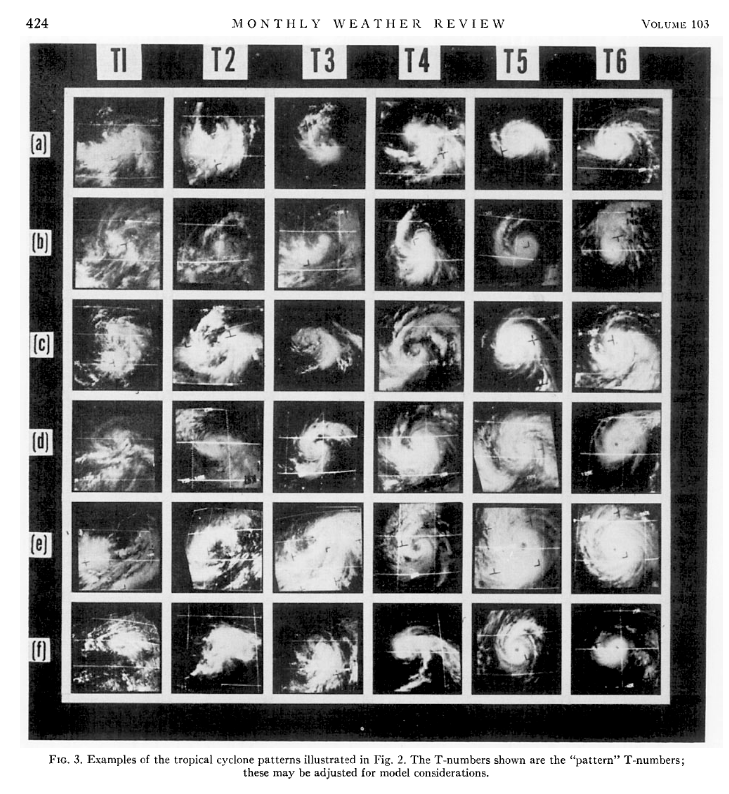 424 MONTHLY WEATHER REVIEW VOLUME 103
T1 T2 T3 T4 T5 T6
(a)
(b)
(c)
(d)
(e)
(f)
FIG. 3. Examples of the tropical cyclone patterns illustrated in Fig. 2. The T-numbers shown are the "pattern" T-numbers;
these may be adjusted for model considerations.